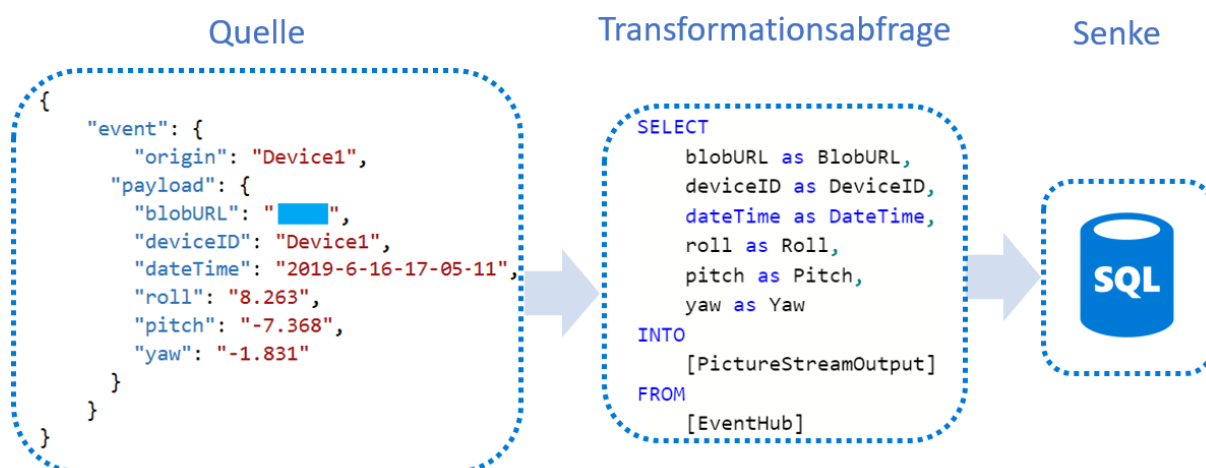 Quelle
{
"event": {
"origin": "Device1",
"payload": {
"blobURL": "",
"deviceID": "Device1",
"dateTime": "2019-6-16-17-05-11",
"roll": "8.263",
"pitch": "-7.368",
"yaw": "-1.831"
}
}
}
Transformationsabfrage
SELECT
blobURL as BlobURL,
deviceID as DeviceID,
dateTime as DateTime,
roll as Roll,
pitch as Pitch,
yaw as Yaw
INTO
[PictureStreamOutput]
FROM
[EventHub]
Senke
SQL